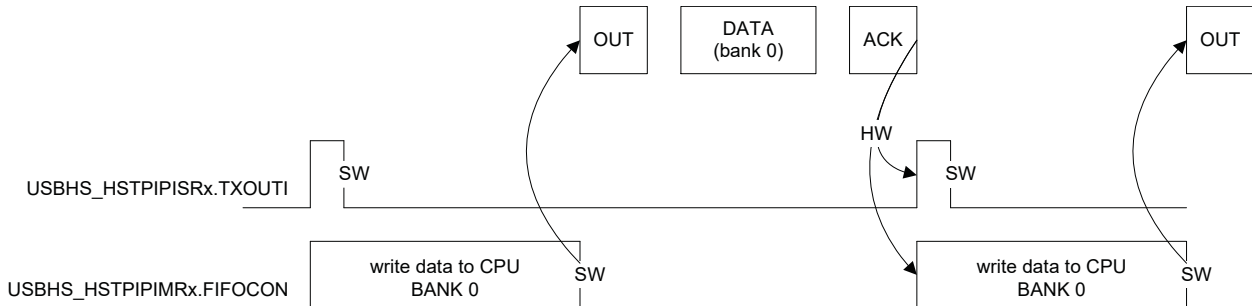 OUT
DATA
(bank 0)
ACK
OUT
HW
SW
SW
USBHS_HSTPIPISRx.TXOUTI
write data to CPU
BANK 0
SW
write data to CPU
BANK 0
SW
USBHS_HSTPIPIMRx.FIFOCON